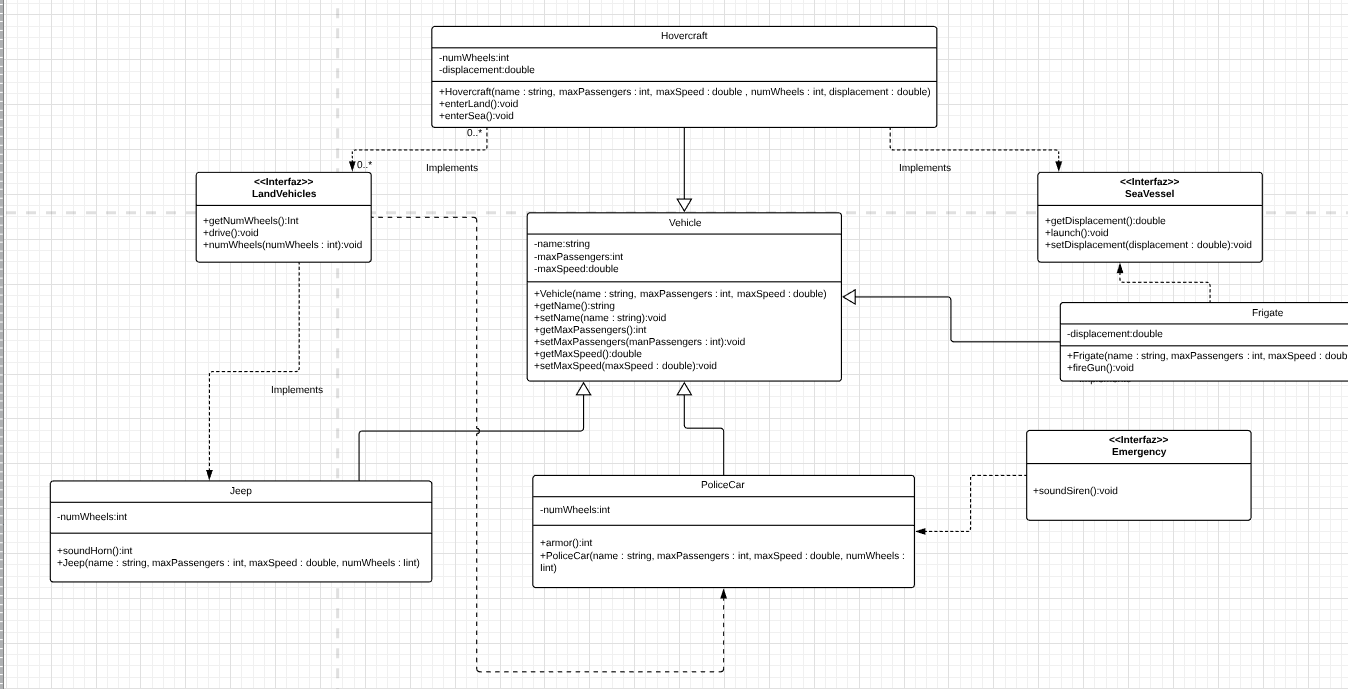 Hovercraft
-numWheels:int
-displacement:double
+Hovercraft(name : string, maxPassengers : int, maxSpeed : double , numWheels : int, displacement : double)
+enterLand():void
+enterSea():void
0..*
0..*
Implements
Implements
<<Interfaz>>
LandVehicles
+getNumWheels():Int
+drive():void
+numWheels(numWheels : int):void
Vehicle
-name:string
-maxPassengers:int
-maxSpeed:double
+Vehicle(name : string, maxPassengers : int, maxSpeed : double)
+getName():string
+setName(name : string):void
+getMaxPassengers():int
+setMaxPassengers(manPassengers : int):void
+getMaxSpeed():double
+setMaxSpeed(maxSpeed : double):void
<<Interfaz>>
SeaVessel
+getDisplacement():double
+launch():void
+setDisplacement(displacement : double):void
Frigate
-displacement:double
+Frigate(name : string, maxPassengers : int, maxSpeed : doub
+fireGun():void
Implements
Jeep
-numWheels:int
+soundHorn():int
+Jeep(name : string, maxPassengers : int, maxSpeed : double, numWheels : lint)
PoliceCar
-numWheels:int
+armor():int
+PoliceCar(name : string, maxPassengers : int, maxSpeed : double, numWheels :
lint)
<<Interfaz>>
Emergency
+soundSiren():void